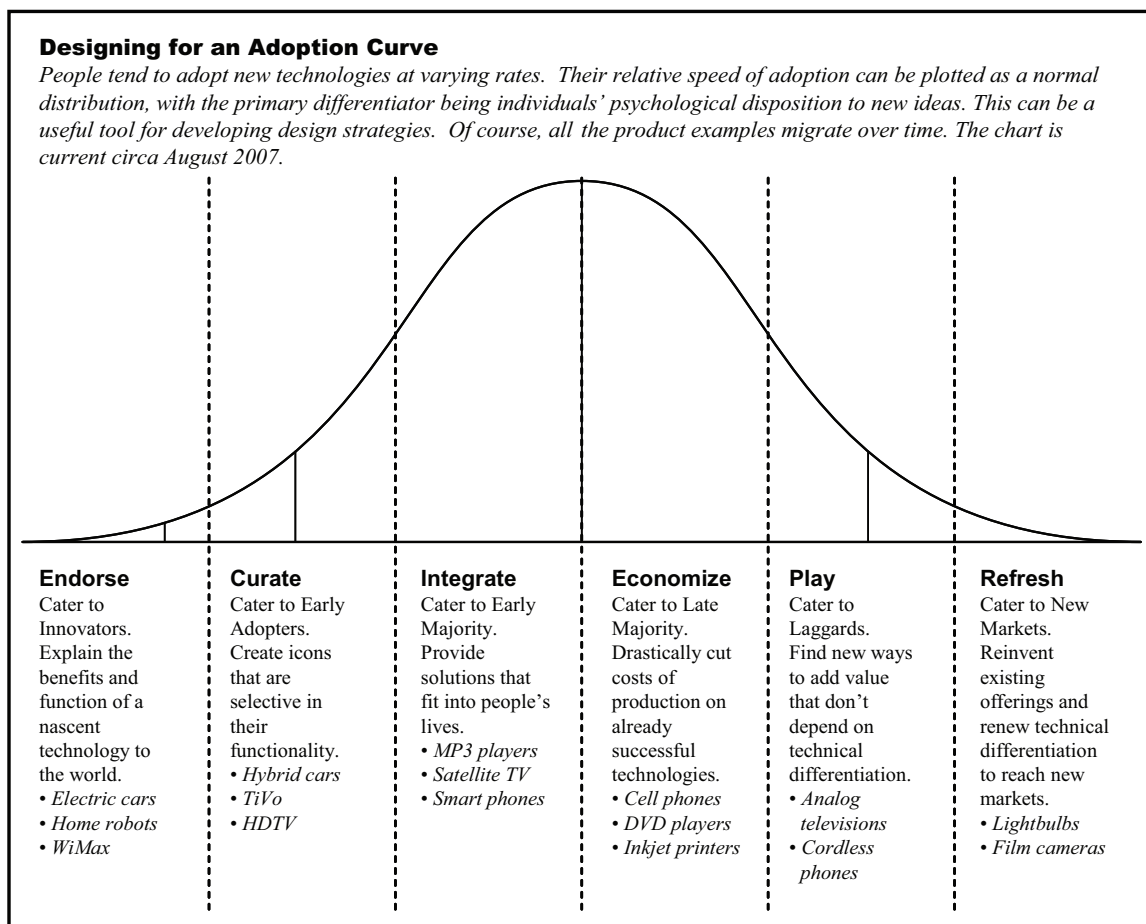 Designing for an Adoption Curve
People tend to adopt new technologies at varying rates.  Their relative speed of adoption can be plotted as a normal
distribution, with the primary differentiator being individuals’ psychological disposition to new ideas. This can be a
useful tool for developing design strategies.  Of course, all the product examples migrate over time. The chart is
current circa August 2007.
Endorse
Cater to
Innovators.
Explain the
benefits and
function of a
nascent
technology to
the world.
• Electric cars
• Home robots
• WiMax
Curate
Cater to Early
Adopters.
Create icons
that are
selective in
their
functionality.
• Hybrid cars
• TiVo
• HDTV
Integrate
Cater to Early
Majority.
Provide
solutions that
fit into people’s
lives.
• MP3 players
• Satellite TV
• Smart phones
Economize
Cater to Late
Majority.
Drastically cut
costs of
production on
already
successful
technologies.
• Cell phones
• DVD players
• Inkjet printers
Play
Cater to
Laggards.
Find new ways
to add value
that don’t
depend on
technical
differentiation.
• Analog
televisions
• Cordless
phones
Refresh
Cater to New
Markets.
Reinvent
existing
offerings and
renew technical
differentiation
to reach new
markets.
• Lightbulbs
• Film cameras